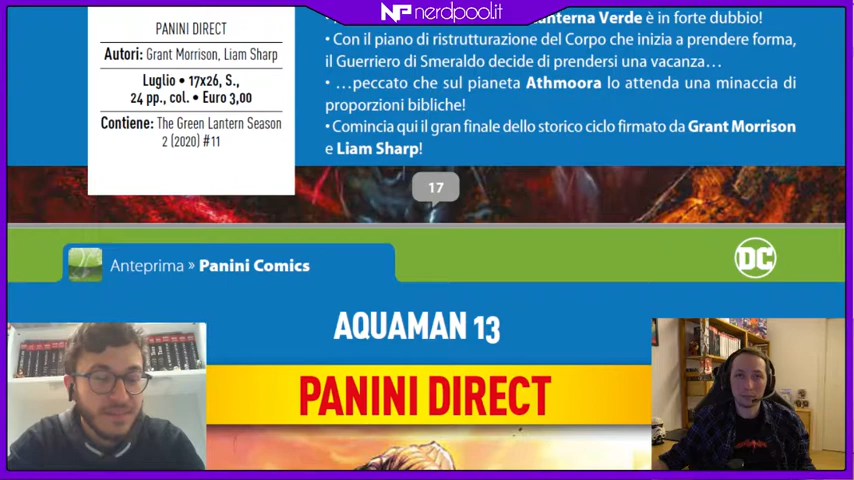 NP nerdpool.it
PANINI DIRECT
Autori: Grant Morrison, Liam Sharp
Luglio • 17x26, S.,
24 pp., col. • Euro 3,00
Contiene: The Green Lantern Season
2 (2020) #11
Verde è in forte dubbio!
• Con il piano di ristrutturazione del Corpo che inizia a prendere forma,
il Guerriero di Smeraldo decide di prendersi una vacanza…
• …peccato che sul pianeta Athmoora lo attenda una minaccia di
proporzioni bibliche!
• Comincia qui il gran finale dello storico ciclo firmato da Grant Morrison
e Liam Sharp!
17
Anteprima » Panini Comics
DC
AQUAMAN 13
PANINI DIRECT